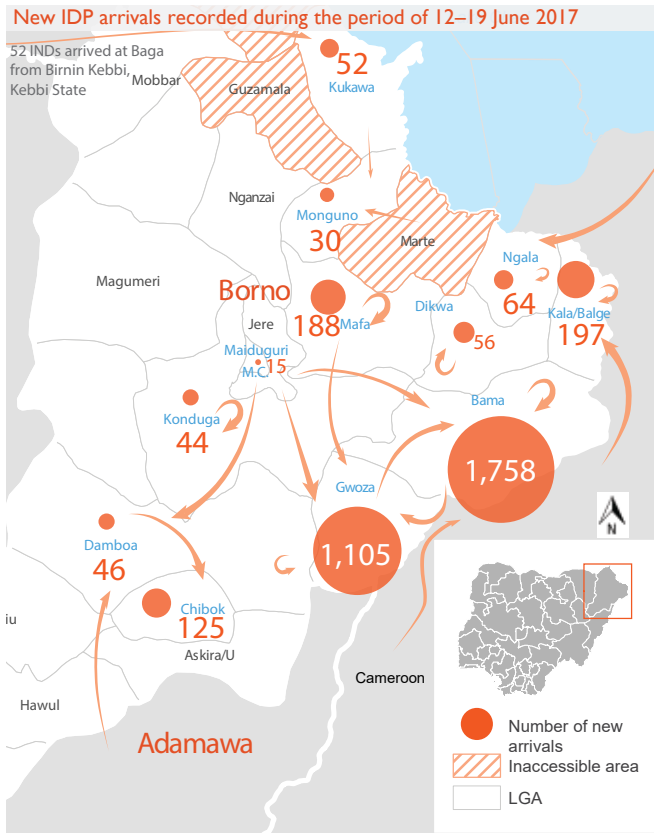 New IDP arrivals recorded during the period of 12–19 June 2017
52 INDs arrived at Baga
from Birnin Kebbi,
Kebbi State
Mobbar
Guzamala
52
Kukawa
Nganzai
Monguno
30
Marte
Magumeri
Borno
Ngala
64
Kala/Balge
197
Jere
188
Mafa
Dikwa
56
Maiduguri
M.C.
15
Konduga
44
Bama
1,758
Gwoza
1,105
N
Damboa
46
Chibok
125
iu
Askira/U
Hawul
Cameroon
Adamawa
Number of new
arrivals
Inaccessible area
LGA